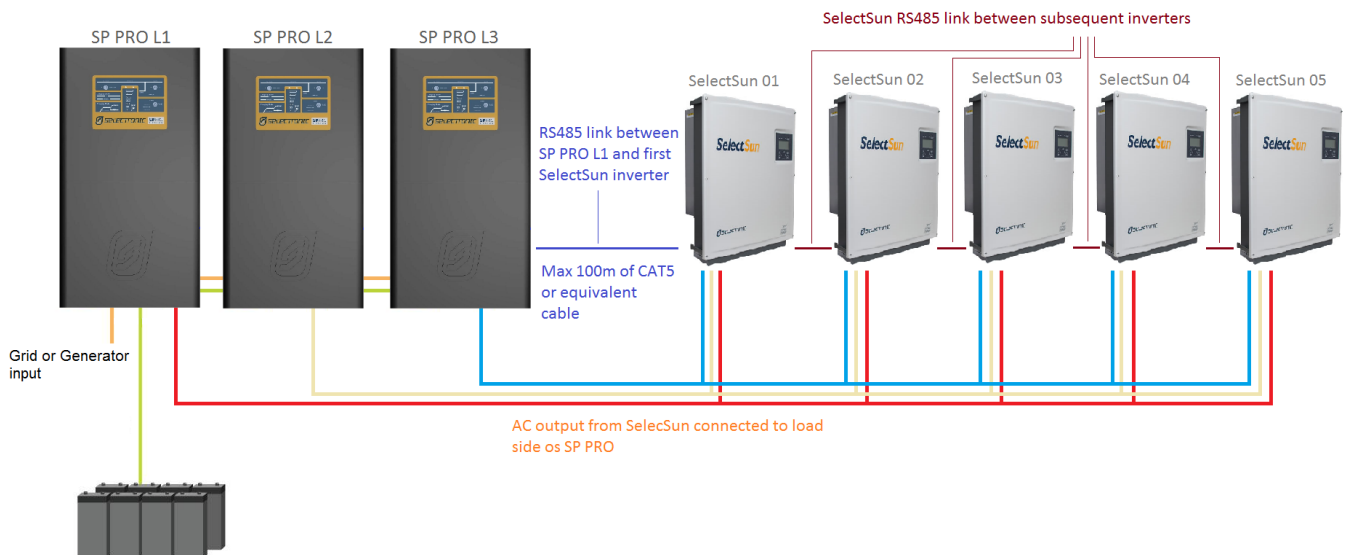 SelectSun RS485 link between subsequent inverters
SP PRO L1
SP PRO L2
SP PRO L3
SelectSun 01
SelectSun 02
SelectSun 03
SelectSun 04
SelectSun 05
RS485 link between
SP PRO L1 and first
SelectSun inverter
SELECTRONIC
SELECTRONIC
SELECTRONIC
SelectSun
SelectSun
SelectSun
SelectSun
SelectSun
Max 100m of CAT5
or equivalent
cable
Grid or Generator
input
AC output from SelecSun connected to load
side os SP PRO